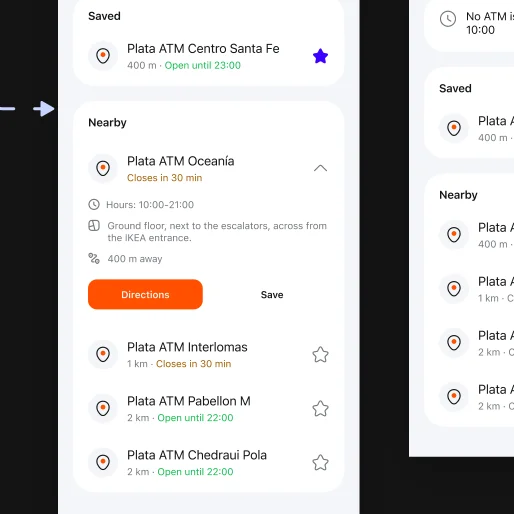 Saved
Plata ATM Centro Santa Fe
400 m · Open until 23:00
Nearby
Plata ATM Oceanía
Closes in 30 min
Hours: 10:00-21:00
Ground floor, next to the escalators, across from
the iKEA entrance.
400 m away
Directions
Save
Plata ATM Interlomas
1 km · Closes in 30 min
Plata ATM Pabellon M
2 km · Open until 22:00
Plata ATM Chedraui Pola
2 km · Open until 22:00
No ATM
10:00
Saved
Plata
400 m ·
Nearby
Plata
400 m ·
Plata
1 km ·
Plata
2 km ·
Plata
2 km ·